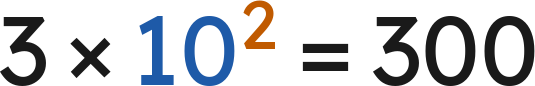 3 × 10² = 300